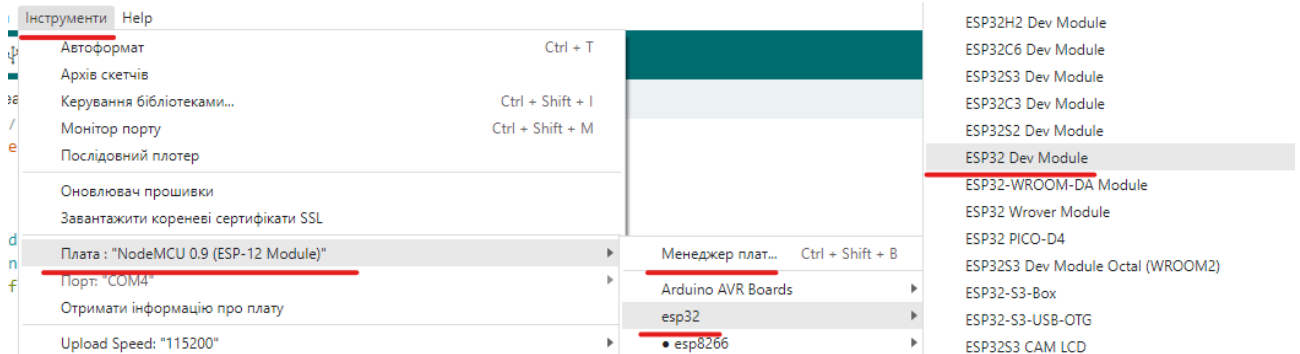 Інструменти Help
Автоформат Ctrl + T
Архів скетчів
Керування бібліотеками... Ctrl + Shift + I
Монітор порту Ctrl + Shift + M
Послідовний плотер
Оновлювач прошивки
Завантажити кореневі сертифікати SSL
Плата : "NodeMCU 0.9 (ESP-12 Module)"
Порт: "COM4"
Отримати інформацію про плату
Upload Speed: "115200"
Менеджер плат... Ctrl + Shift + B
Arduino AVR Boards
esp32
● esp8266
ESP32H2 Dev Module
ESP32C6 Dev Module
ESP32S3 Dev Module
ESP32C3 Dev Module
ESP32S2 Dev Module
ESP32 Dev Module
ESP32-WROOM-DA Module
ESP32 Wrover Module
ESP32 PICO-D4
ESP32S3 Dev Module Octal (WROOM2)
ESP32-S3-Box
ESP32-S3-USB-OTG
ESP32S3 CAM LCD